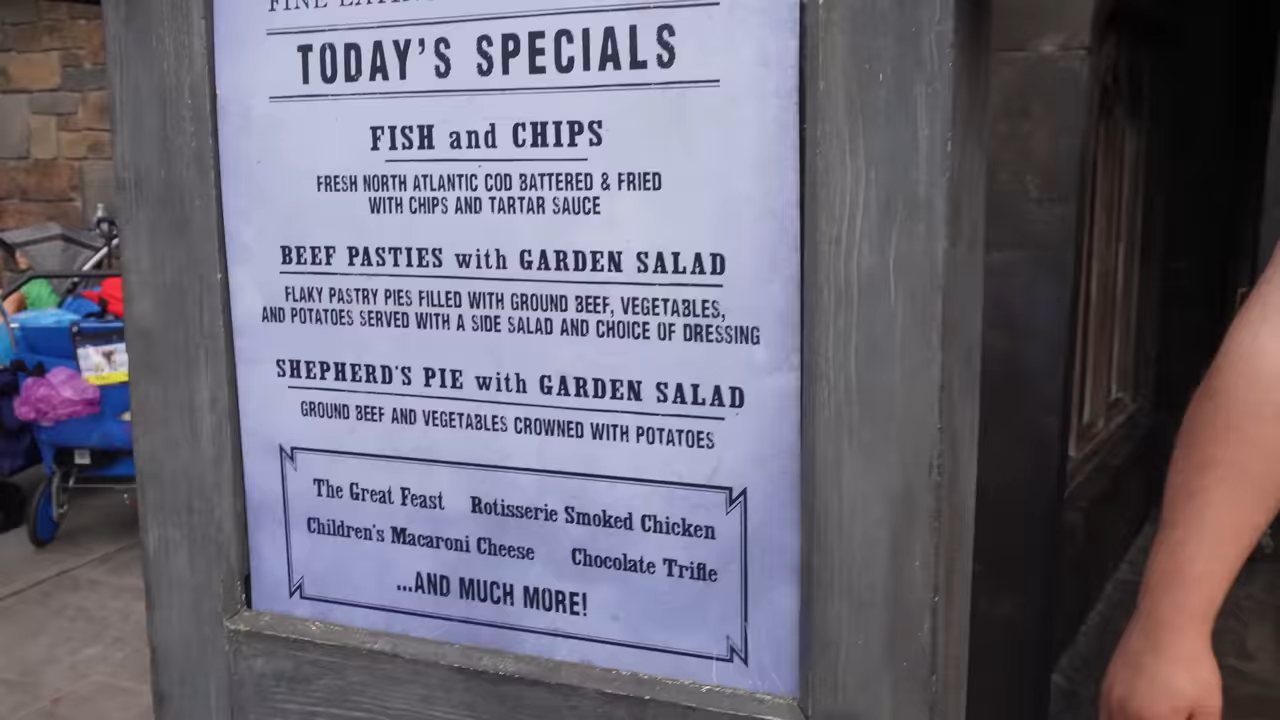 FINE
TODAY'S SPECIALS
FISH and CHIPS
FRESH NORTH ATLANTIC COD BATTERED & FRIED
WITH CHIPS AND TARTAR SAUCE
BEEF PASTIES with GARDEN SALAD
FLAKY PASTRY PIES FILLED WITH GROUND BEEF, VEGETABLES,
AND POTATOES SERVED WITH A SIDE SALAD AND CHOICE OF DRESSING
SHEPHERD'S PIE with GARDEN SALAD
GROUND BEEF AND VEGETABLES CROWNED WITH POTATOES
The Great Feast Rotisserie Smoked Chicken
Children's Macaroni Cheese Chocolate Trifle
...AND MUCH MORE!